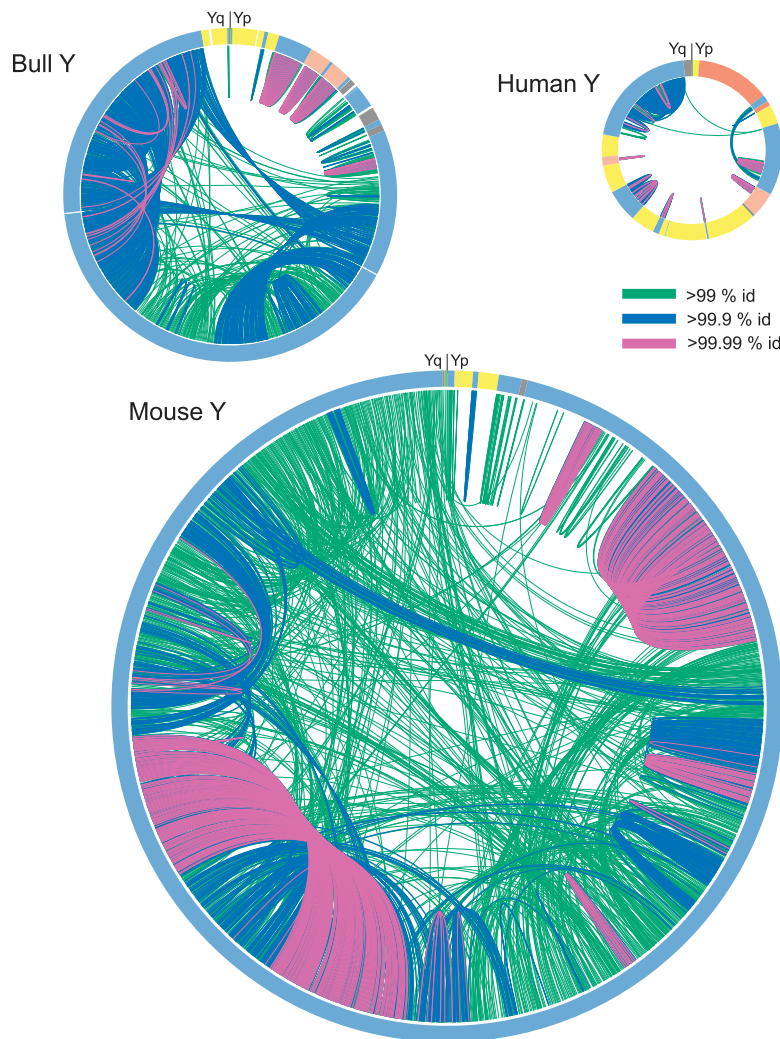 Yq Yp
Bull Y
Yq Yp
Human Y
>99 % id
>99.9 % id
>99.99 % id
Yq Yp
Mouse Y